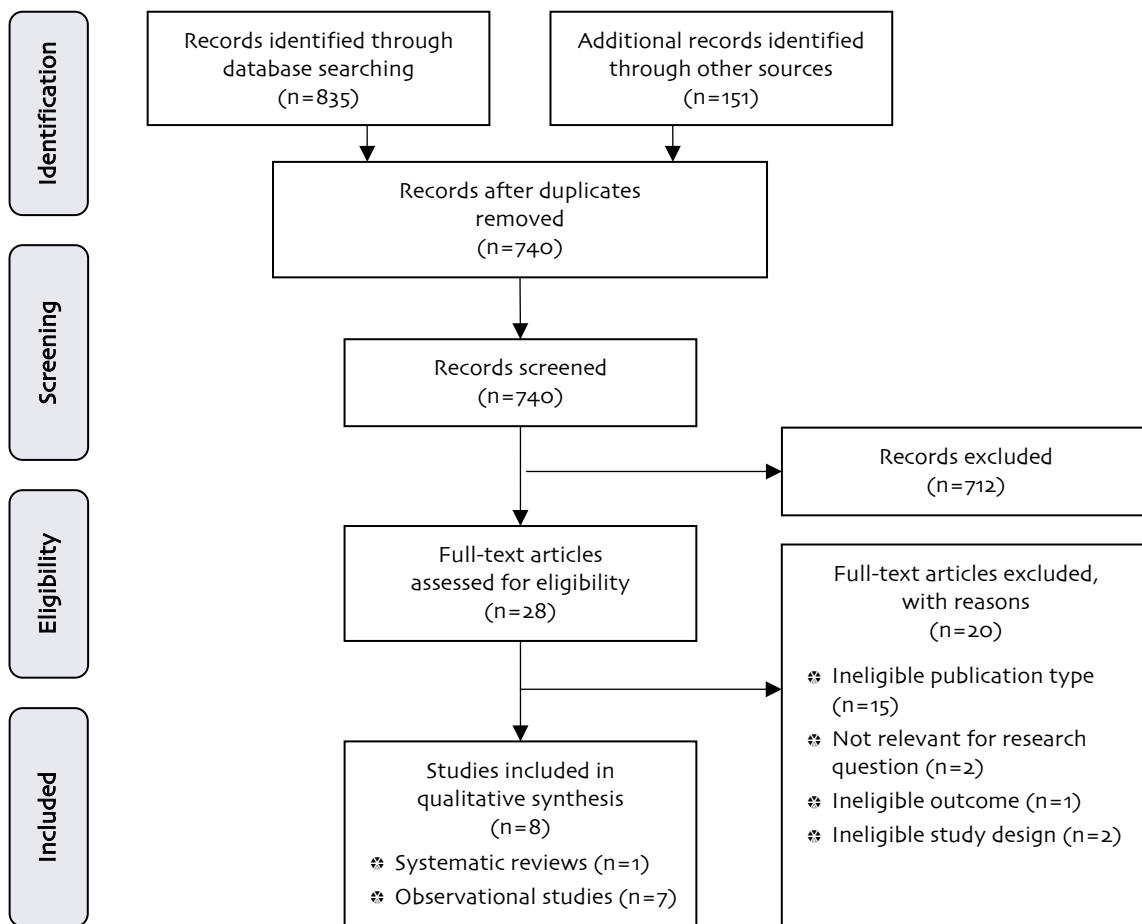 Identification
Records identified through
database searching
(n=835)
Additional records identified
through other sources
(n=151)
Records after duplicates
removed
(n=740)
Screening
Records screened
(n=740)
Records excluded
(n=712)
Eligibility
Full-text articles
assessed for eligibility
(n=28)
Full-text articles excluded,
with reasons
(n=20)
Ineligible publication type
(n=15)
Not relevant for research
question (n=2)
Ineligible outcome (n=1)
Ineligible study design (n=2)
Included
Studies included in
qualitative synthesis
(n=8)
Systematic reviews (n=1)
Observational studies (n=7)